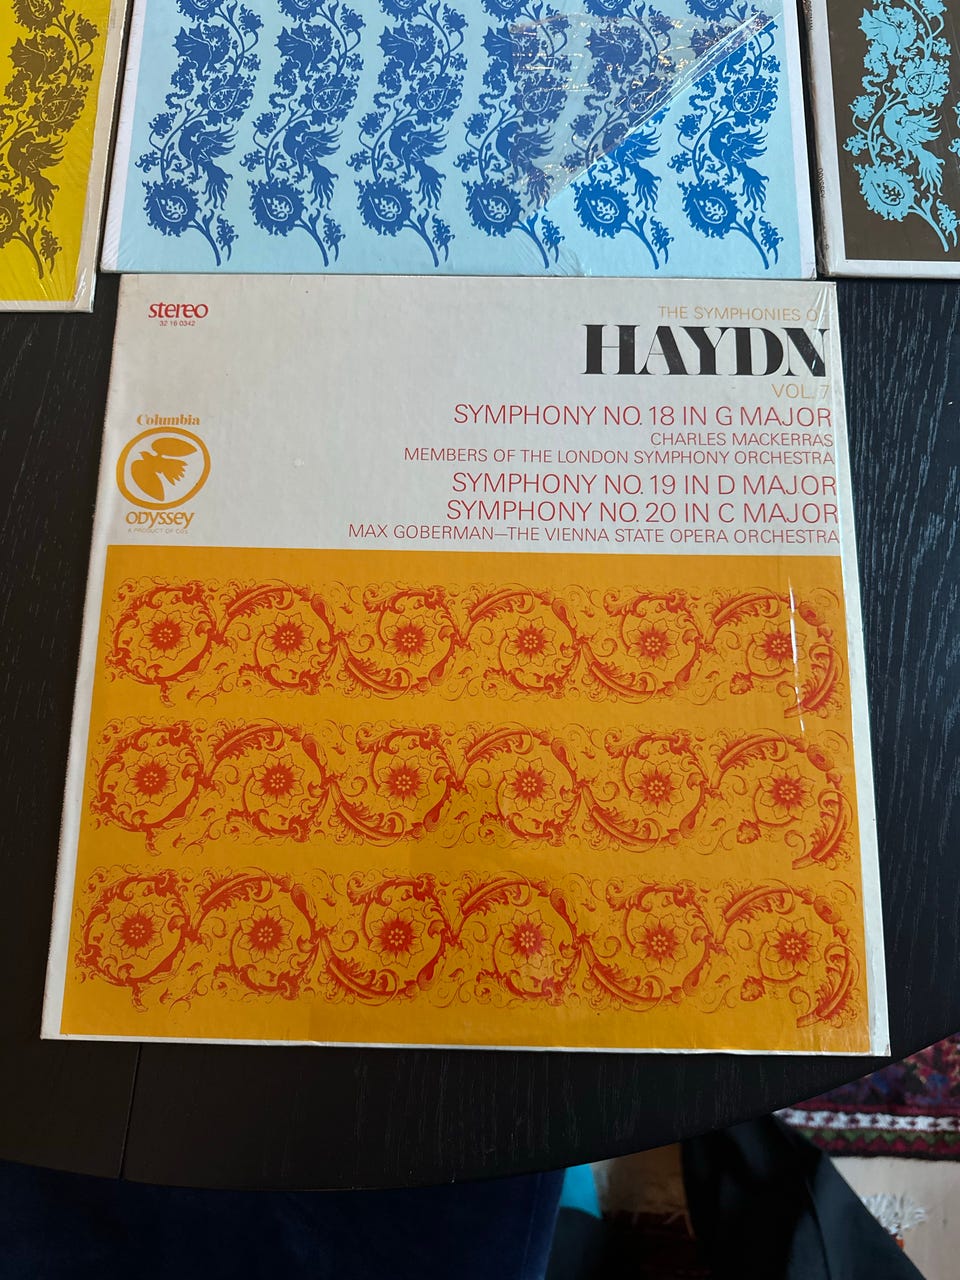 stereo
32 16 0342
THE SYMPHONIES OF
HAYDN
VOL. 7
SYMPHONY NO. 18 IN G MAJOR
CHARLES MACKERRAS
MEMBERS OF THE LONDON SYMPHONY ORCHESTRA
SYMPHONY NO. 19 IN D MAJOR
SYMPHONY NO. 20 IN C MAJOR
MAX GOBERMAN—THE VIENNA STATE OPERA ORCHESTRA
Columbia
ODYSSEY
A PRODUCT OF CBS